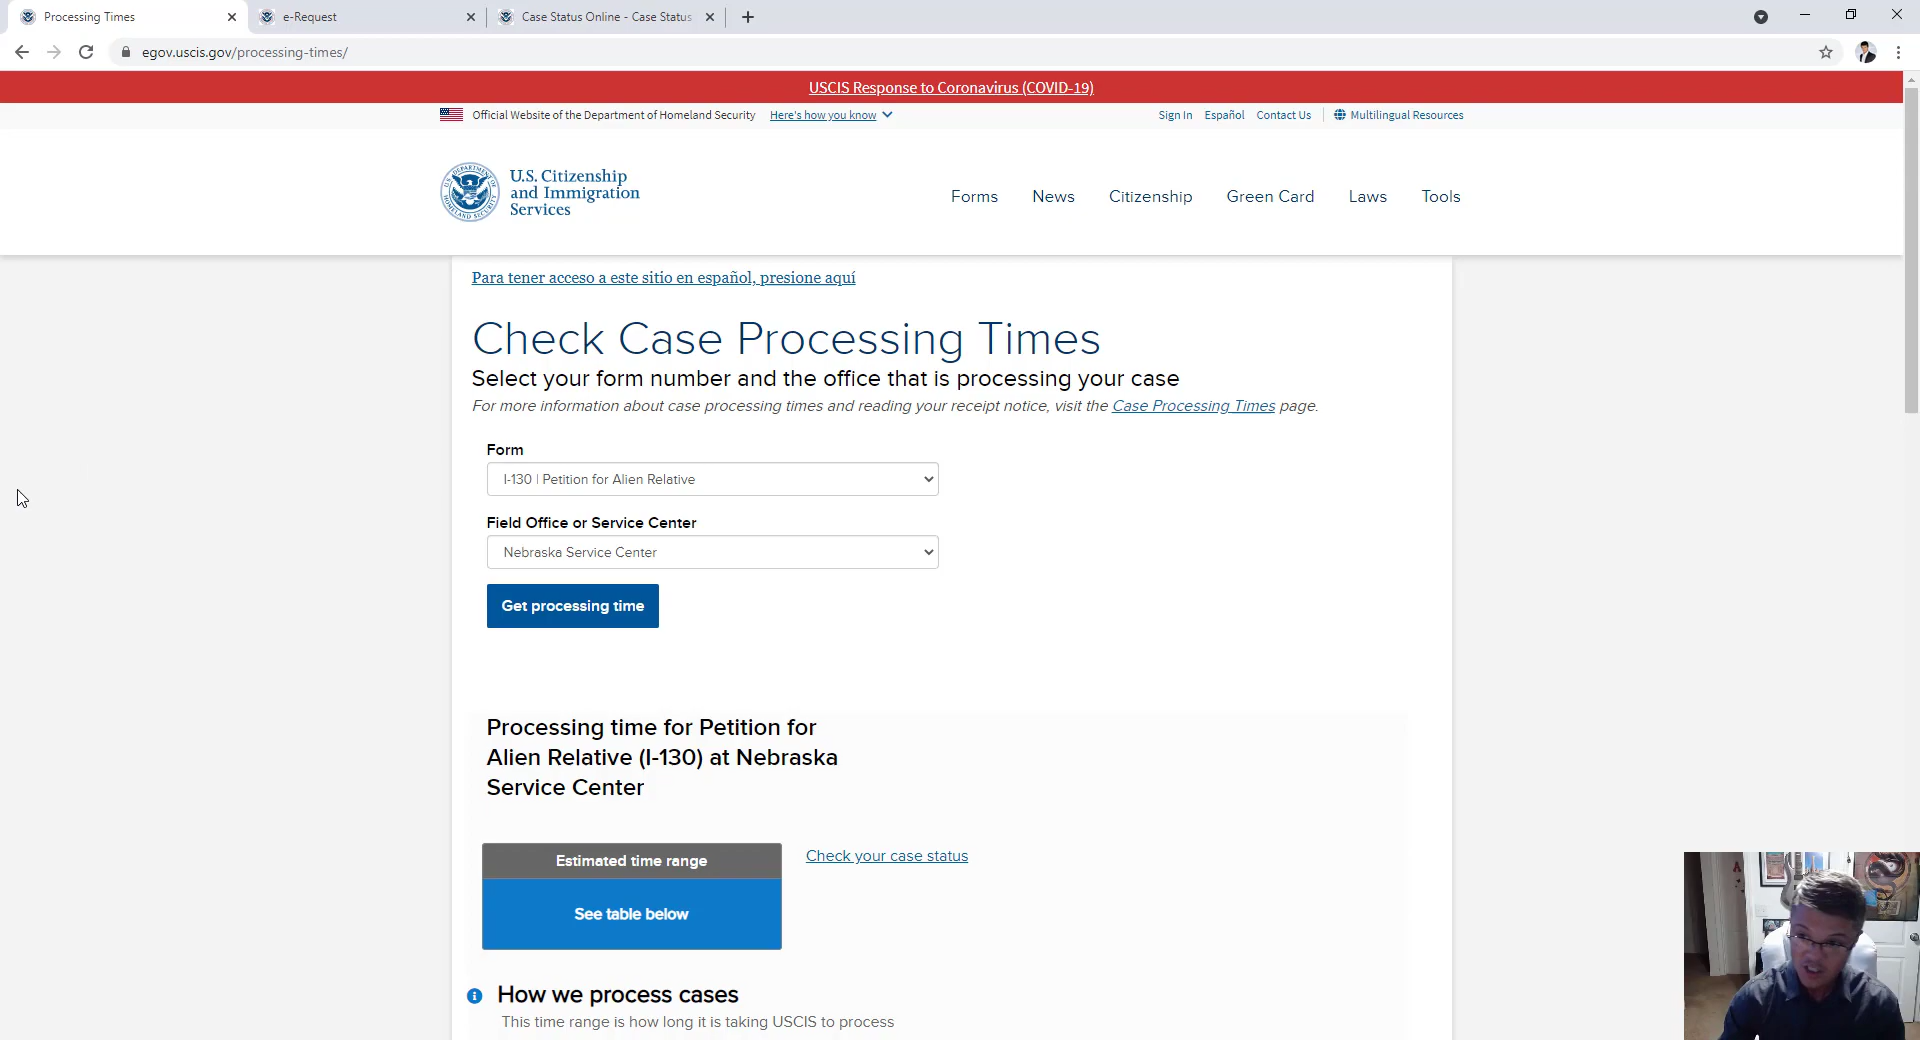 Processing Times
e-Request
Case Status Online - Case Status
egov.uscis.gov/processing-times/
USCIS Response to Coronavirus (COVID-19)
Official Website of the Department of Homeland Security Here's how you know
Sign In Español Contact Us Multilingual Resources
U.S. Citizenship
and Immigration
Services
Forms News Citizenship Green Card Laws Tools
Para tener acceso a este sitio en español, presione aquí
Check Case Processing Times
Select your form number and the office that is processing your case
For more information about case processing times and reading your receipt notice, visit the Case Processing Times page.
Form
I-130 | Petition for Alien Relative
Field Office or Service Center
Nebraska Service Center
Get processing time
Processing time for Petition for
Alien Relative (I-130) at Nebraska
Service Center
Estimated time range
See table below
Check your case status
How we process cases
This time range is how long it is taking USCIS to process